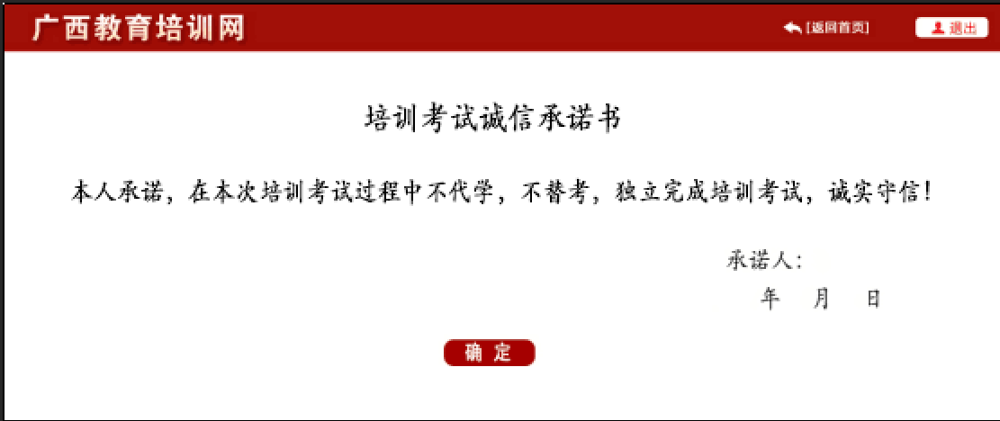 广西教育培训网 [返回首页] 退出
培训考试诚信承诺书
本人承诺，在本次培训考试过程中不代学，不替考，独立完成培训考试，诚实守信！
承诺人：
年 月 日
确 定